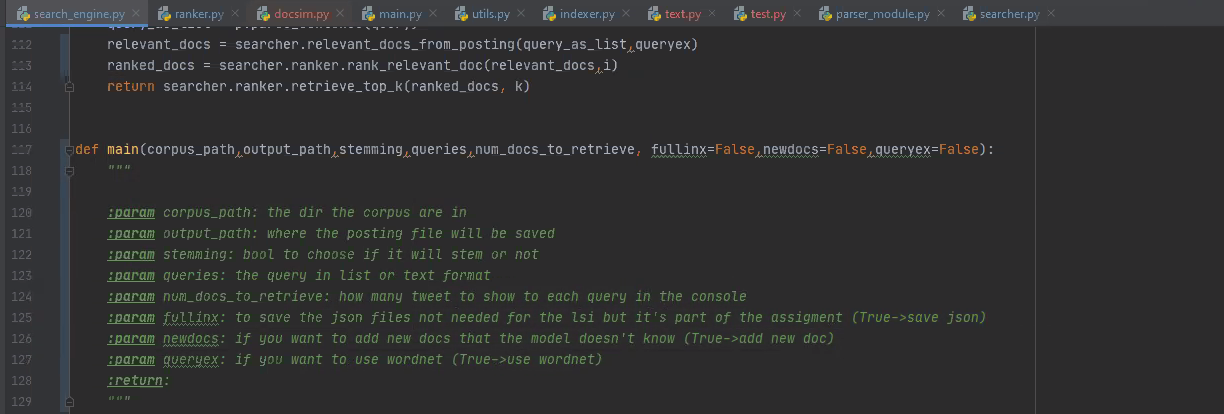 search_engine.py ranker.py docsim.py main.py utils.py indexer.py text.py test.py parser_module.py searcher.py
112 relevant_docs = searcher.relevant_docs_from_posting(query_as_list,queryex)
113 ranked_docs = searcher.ranker.rank_relevant_doc(relevant_docs,i)
114 return searcher.ranker.retrieve_top_k(ranked_docs, k)
115
116
117 def main(corpus_path,output_path,stemming,queries,num_docs_to_retrieve, fullinx=False,newdocs=False,queryex=False):
118 """
119
120 :param corpus_path: the dir the corpus are in
121 :param output_path: where the posting file will be saved
122 :param stemming: bool to choose if it will stem or not
123 :param queries: the query in list or text format
124 :param num_docs_to_retrieve: how many tweet to show to each query in the console
125 :param fullinx: to save the json files not needed for the lsi but it's part of the assigment (True->save json)
126 :param newdocs: if you want to add new docs that the model doesn't know (True->add new doc)
127 :param queryex: if you want to use wordnet (True->use wordnet)
128 :return:
129 """